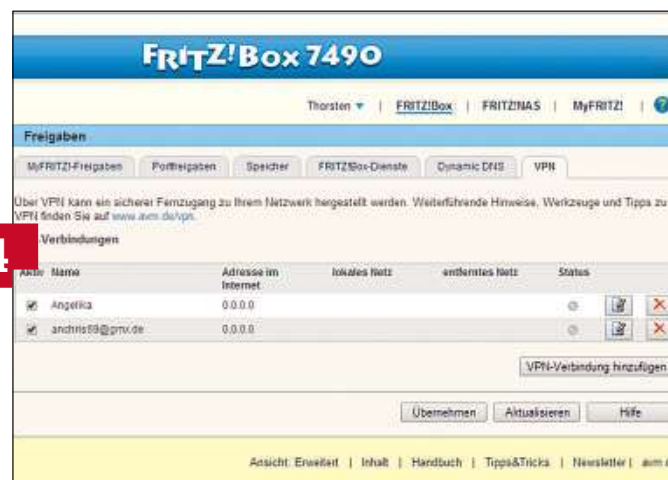 FRITZ!Box 7490
Thorsten | FRITZ!Box | FRITZ!NAS | MyFRITZ! | ?
Freigaben
MyFRITZ!-Freigaben Portfreigaben Speicher FRITZ!Box-Dienste Dynamic DNS VPN
Über VPN kann ein sicherer Fernzugang zu Ihrem Netzwerk hergestellt werden. Weiterführende Hinweise, Werkzeuge und Tipps zu
VPN finden Sie auf www.avm.de/vpn.
-Verbindungen
4
Aktiv Name Adresse im Internet lokales Netz entferntes Netz Status
Angelika 0.0.0.0
anchris59@gmx.de 0.0.0.0
VPN-Verbindung hinzufügen
Übernehmen Aktualisieren Hilfe
Ansicht: Erweitert | Inhalt | Handbuch | Tipps&Tricks | Newsletter | avm